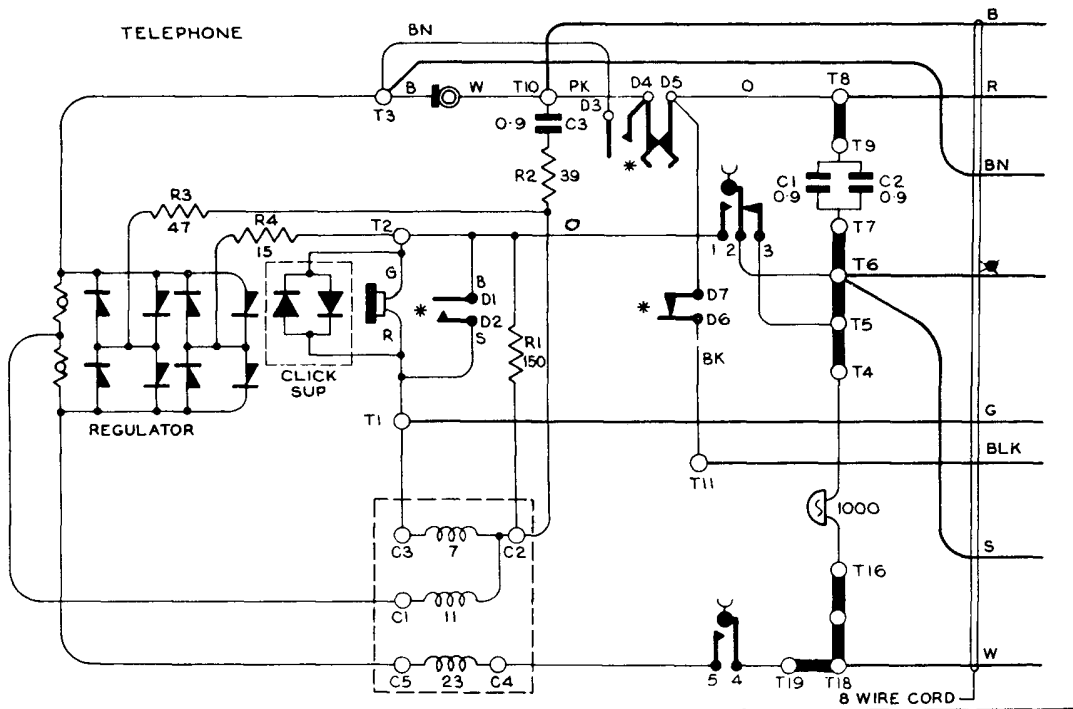 TELEPHONE
BN
B
T3
B
W
T10
PK
D4
D5
O
T8
R
D3
0·9
C3
T9
R2
39
*
C1
0·9
C2
0·9
BN
R3
47
R4
15
T2
O
1
2
3
T7
T6
G
B
D1
*
D2
S
R
R1
150
D7
*
D6
BK
T5
T4
CLICK
SUP
REGULATOR
T1
G
T11
BLK
1000
C3
7
C2
C1
11
T16
S
C5
23
C4
5
4
T19
T18
W
8 WIRE CORD